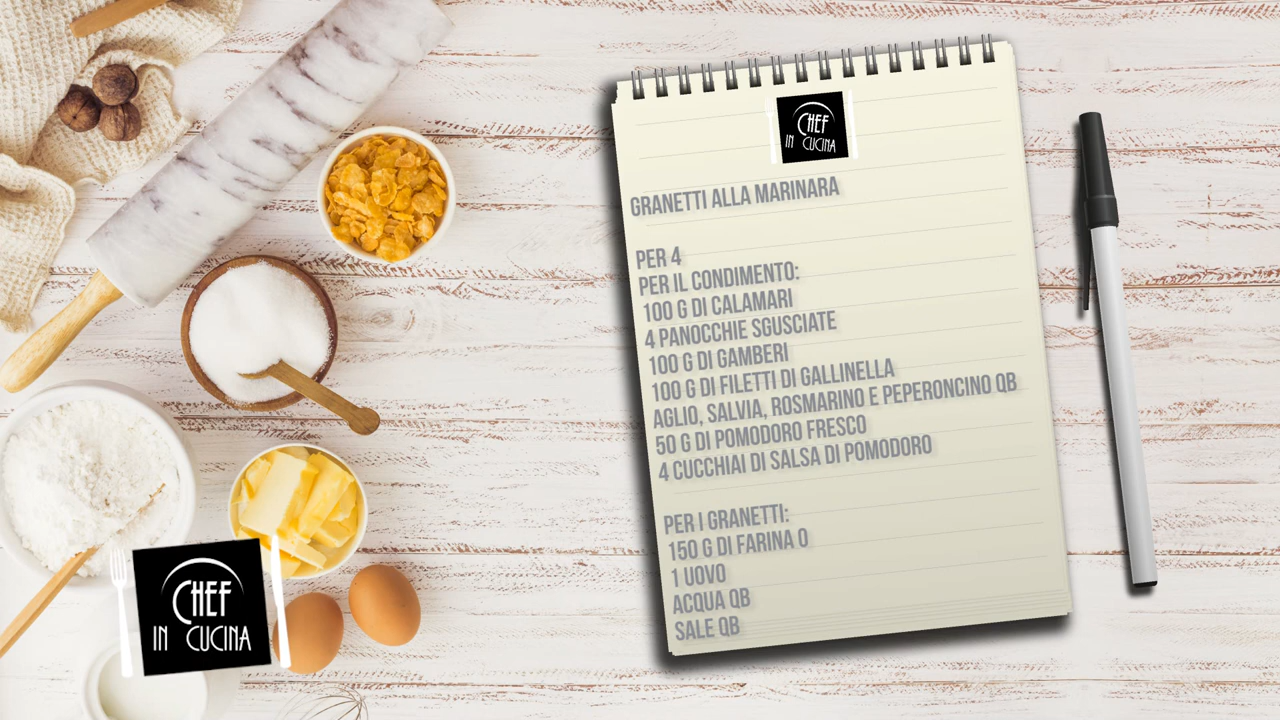 CHEF
IN CUCINA
GRANETTI ALLA MARINARA
PER 4
PER IL CONDIMENTO:
100 G DI CALAMARI
4 PANOCCHIE SGUSCIATE
100 G DI GAMBERI
100 G DI FILETTI DI GALLINELLA
AGLIO, SALVIA, ROSMARINO E PEPERONCINO QB
50 G DI POMODORO FRESCO
4 CUCCHIAI DI SALSA DI POMODORO
PER I GRANETTI:
150 G DI FARINA 0
1 UOVO
ACQUA QB
SALE QB
CHEF
IN CUCINA